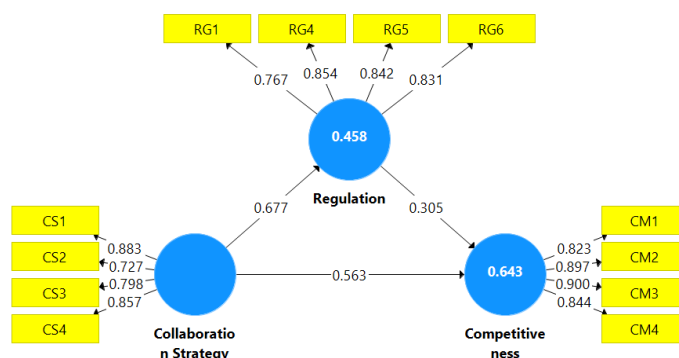 RG1 RG4 RG5 RG6
0.767 0.854 0.842 0.831
0.458
Regulation
0.677 0.305
CS1
CS2
CS3
CS4
0.883
0.727
0.798
0.857
Collaboratio
n Strategy
0.563
0.643
Competitive
ness
0.823
0.897
0.900
0.844
CM1
CM2
CM3
CM4